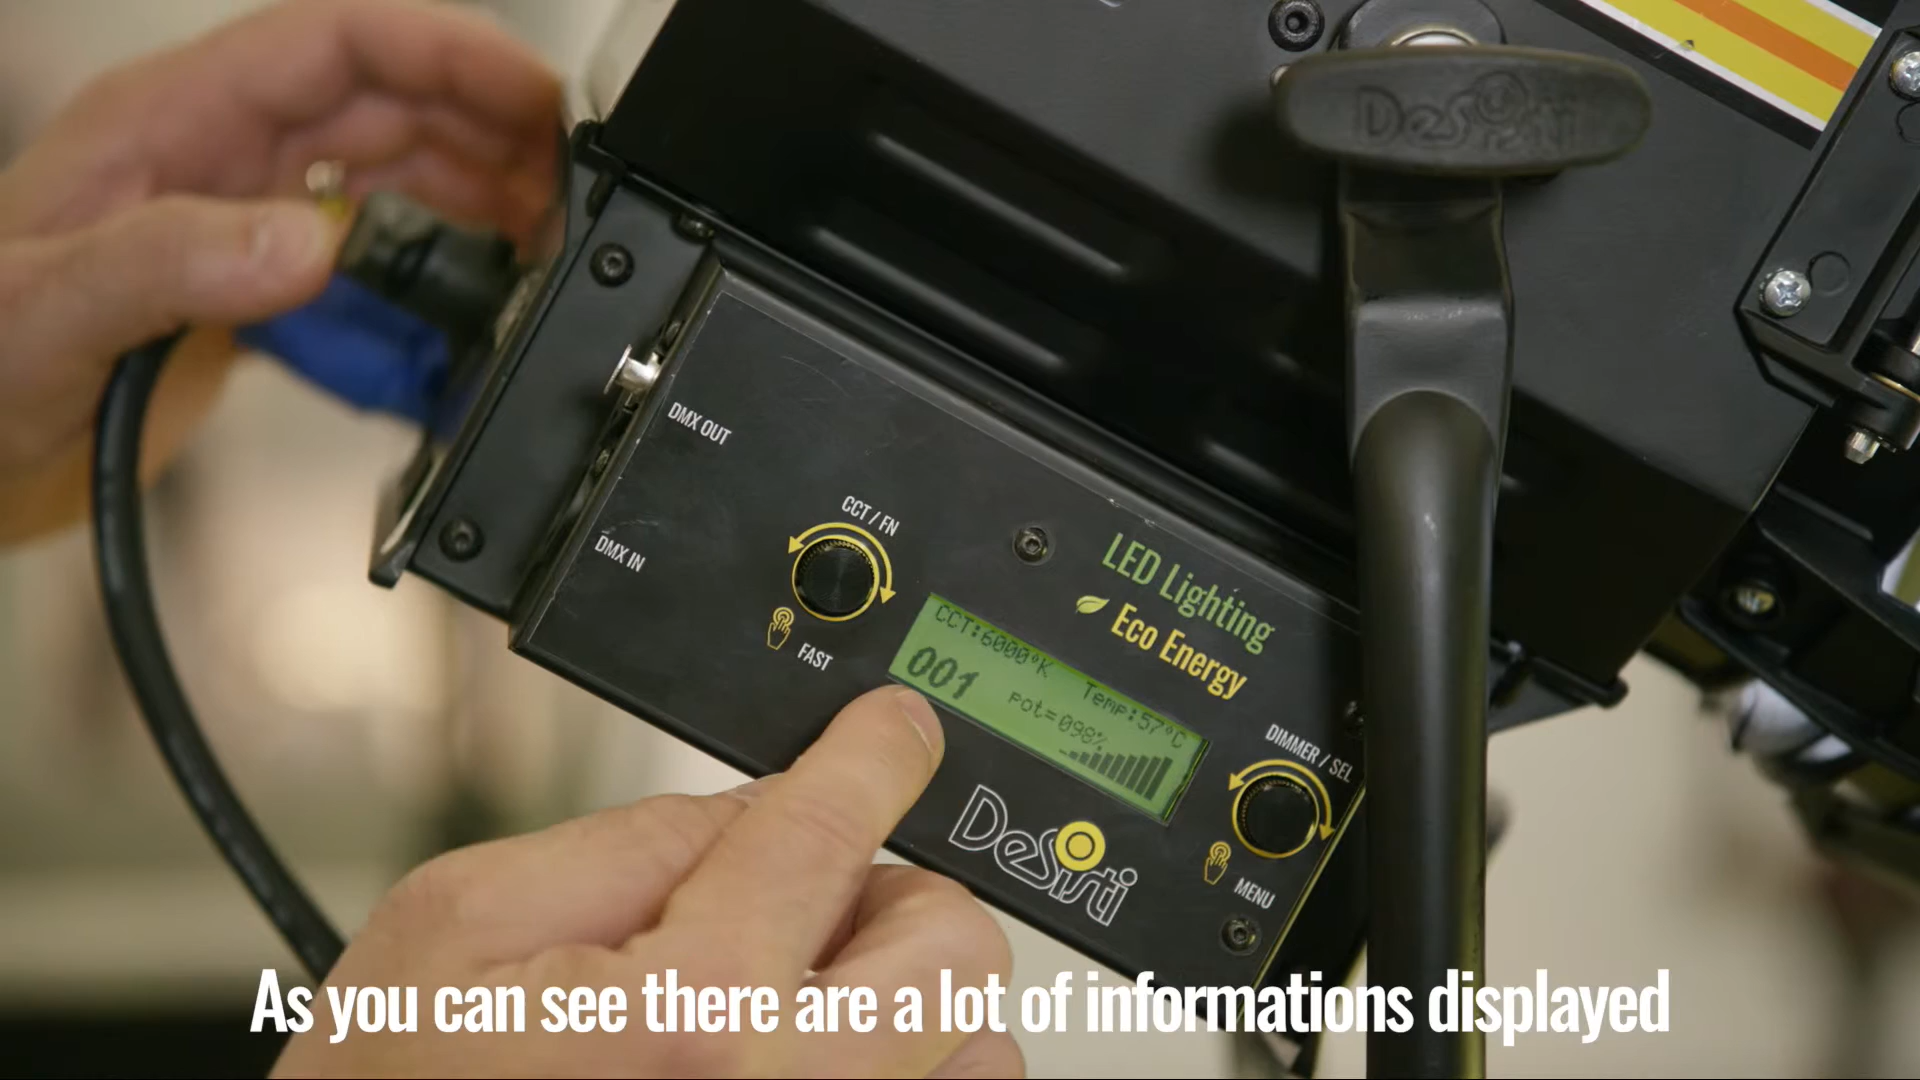 DeSisti
DMX OUT
CCT / FN
DMX IN
FAST
LED Lighting
Eco Energy
CCT:6000°K
Temp:57°C
001
Pot=098%
DIMMER / SEL
MENU
DeSisti
As you can see there are a lot of informations displayed